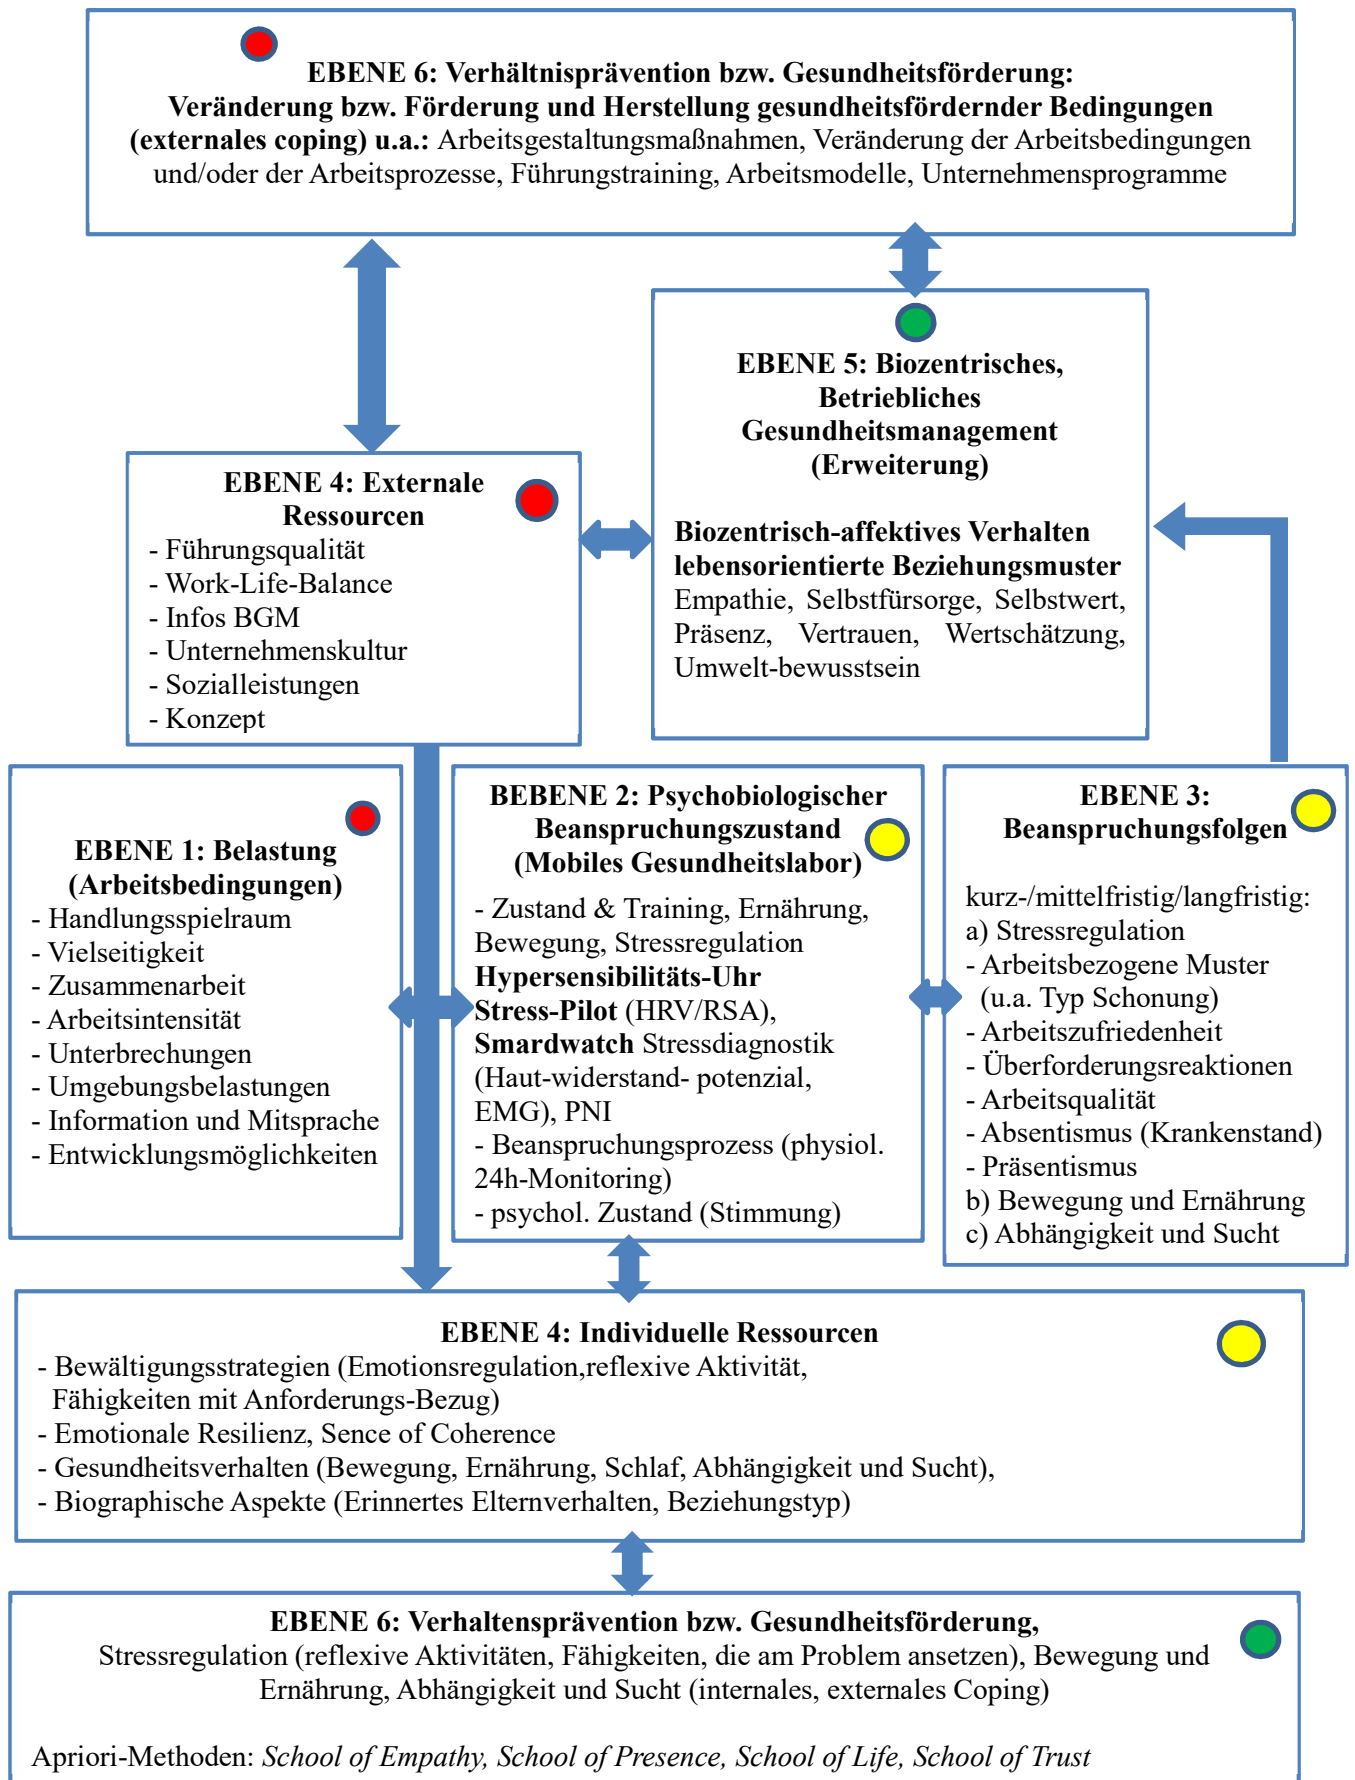 EBENE 6: Verhältnisprävention bzw. Gesundheitsförderung:
Veränderung bzw. Förderung und Herstellung gesundheitsfördernder Bedingungen
(externales coping) u.a.: Arbeitsgestaltungsmaßnahmen, Veränderung der Arbeitsbedingungen
und/oder der Arbeitsprozesse, Führungstraining, Arbeitsmodelle, Unternehmensprogramme
EBENE 5: Biozentrisches,
Betriebliches
Gesundheitsmanagement
(Erweiterung)
Biozentrisch-affektives Verhalten
lebensorientierte Beziehungsmuster
Empathie, Selbstfürsorge, Selbstwert,
Präsenz, Vertrauen, Wertschätzung,
Umwelt-bewusstsein
EBENE 4: Externale
Ressourcen
- Führungsqualität
- Work-Life-Balance
- Infos BGM
- Unternehmenskultur
- Sozialleistungen
- Konzept
EBENE 1: Belastung
(Arbeitsbedingungen)
- Handlungsspielraum
- Vielseitigkeit
- Zusammenarbeit
- Arbeitsintensität
- Unterbrechungen
- Umgebungsbelastungen
- Information und Mitsprache
- Entwicklungsmöglichkeiten
BEBENE 2: Psychobiologischer
Beanspruchungszustand
(Mobiles Gesundheitslabor)
- Zustand & Training, Ernährung,
Bewegung, Stressregulation
Hypersensibilitäts-Uhr
Stress-Pilot (HRV/RSA),
Smardwatch Stressdiagnostik
(Haut-widerstand- potenzial,
EMG), PNI
- Beanspruchungsprozess (physiol.
24h-Monitoring)
- psychol. Zustand (Stimmung)
EBENE 3:
Beanspruchungsfolgen
kurz-/mittelfristig/langfristig:
a) Stressregulation
- Arbeitsbezogene Muster
(u.a. Typ Schonung)
- Arbeitszufriedenheit
- Überforderungsreaktionen
- Arbeitsqualität
- Absentismus (Krankenstand)
- Präsentismus
b) Bewegung und Ernährung
c) Abhängigkeit und Sucht
EBENE 4: Individuelle Ressourcen
- Bewältigungsstrategien (Emotionsregulation,reflexive Aktivität,
Fähigkeiten mit Anforderungs-Bezug)
- Emotionale Resilienz, Sence of Coherence
- Gesundheitsverhalten (Bewegung, Ernährung, Schlaf, Abhängigkeit und Sucht),
- Biographische Aspekte (Erinnertes Elternverhalten, Beziehungstyp)
EBENE 6: Verhaltensprävention bzw. Gesundheitsförderung,
Stressregulation (reflexive Aktivitäten, Fähigkeiten, die am Problem ansetzen), Bewegung und
Ernährung, Abhängigkeit und Sucht (internales, externales Coping)
Apriori-Methoden: School of Empathy, School of Presence, School of Life, School of Trust